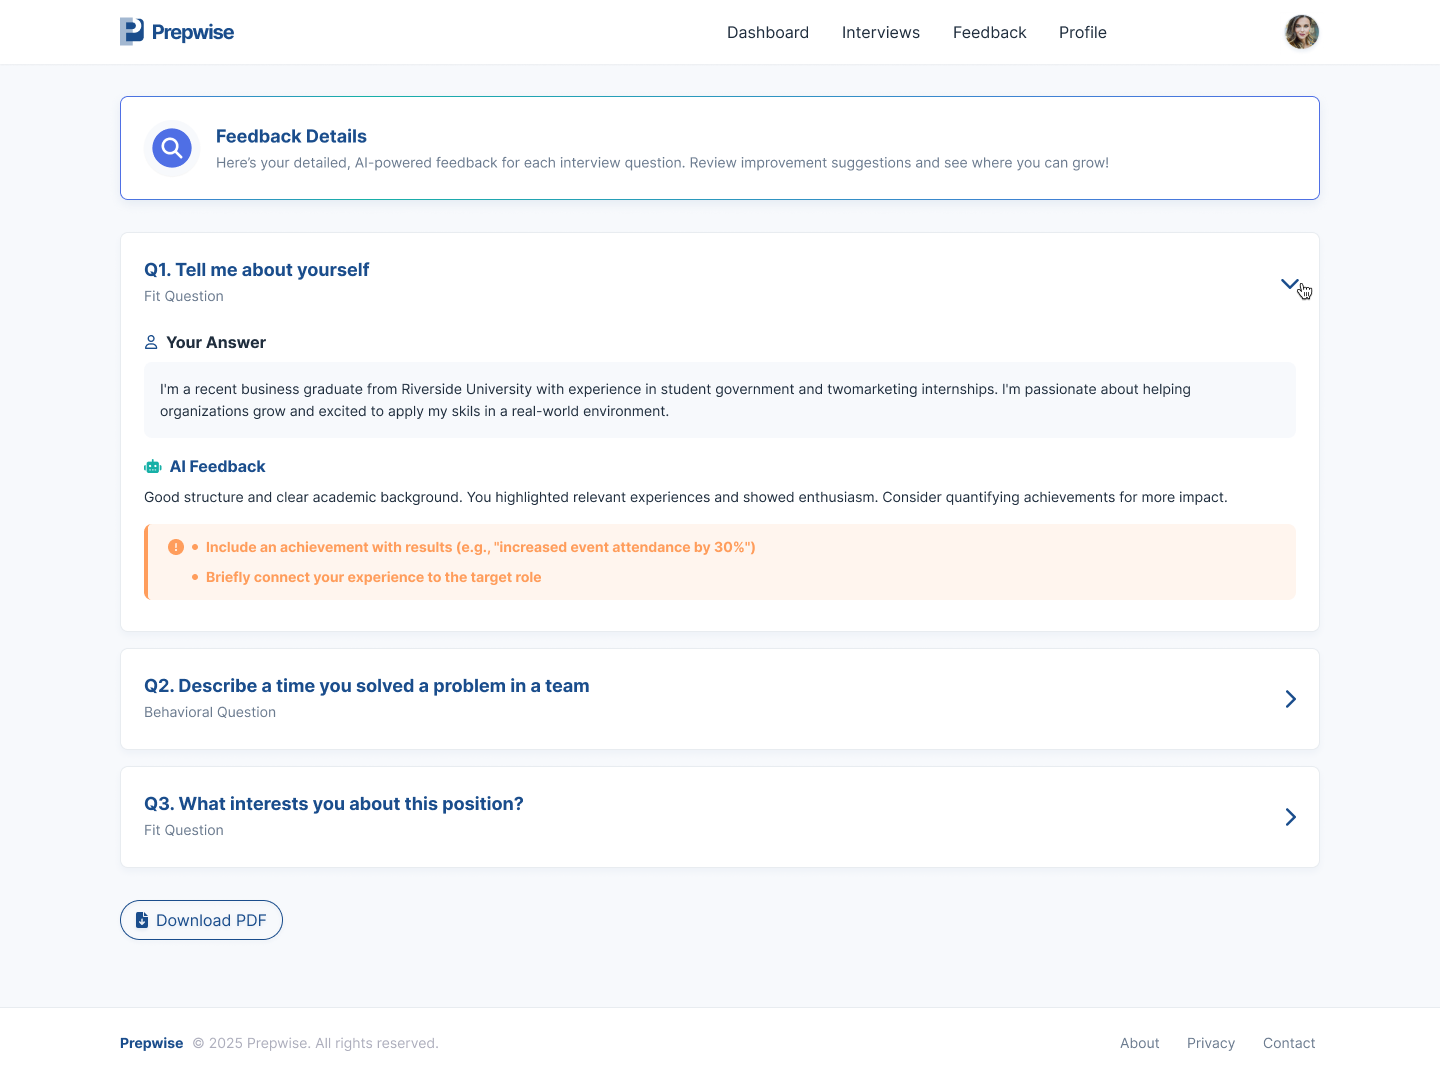 Prepwise
Dashboard Interviews Feedback Profile
Feedback Details
Here's your detailed, AI-powered feedback for each interview question. Review improvement suggestions and see where you can grow!
Q1. Tell me about yourself
Fit Question
Your Answer
I'm a recent business graduate from Riverside University with experience in student government and twomarketing internships. I'm passionate about helping
organizations grow and excited to apply my skils in a real-world environment.
AI Feedback
Good structure and clear academic background. You highlighted relevant experiences and showed enthusiasm. Consider quantifying achievements for more impact.
• Include an achievement with results (e.g., "increased event attendance by 30%")
• Briefly connect your experience to the target role
Q2. Describe a time you solved a problem in a team
Behavioral Question
Q3. What interests you about this position?
Fit Question
Download PDF
Prepwise © 2025 Prepwise. All rights reserved.
About Privacy Contact